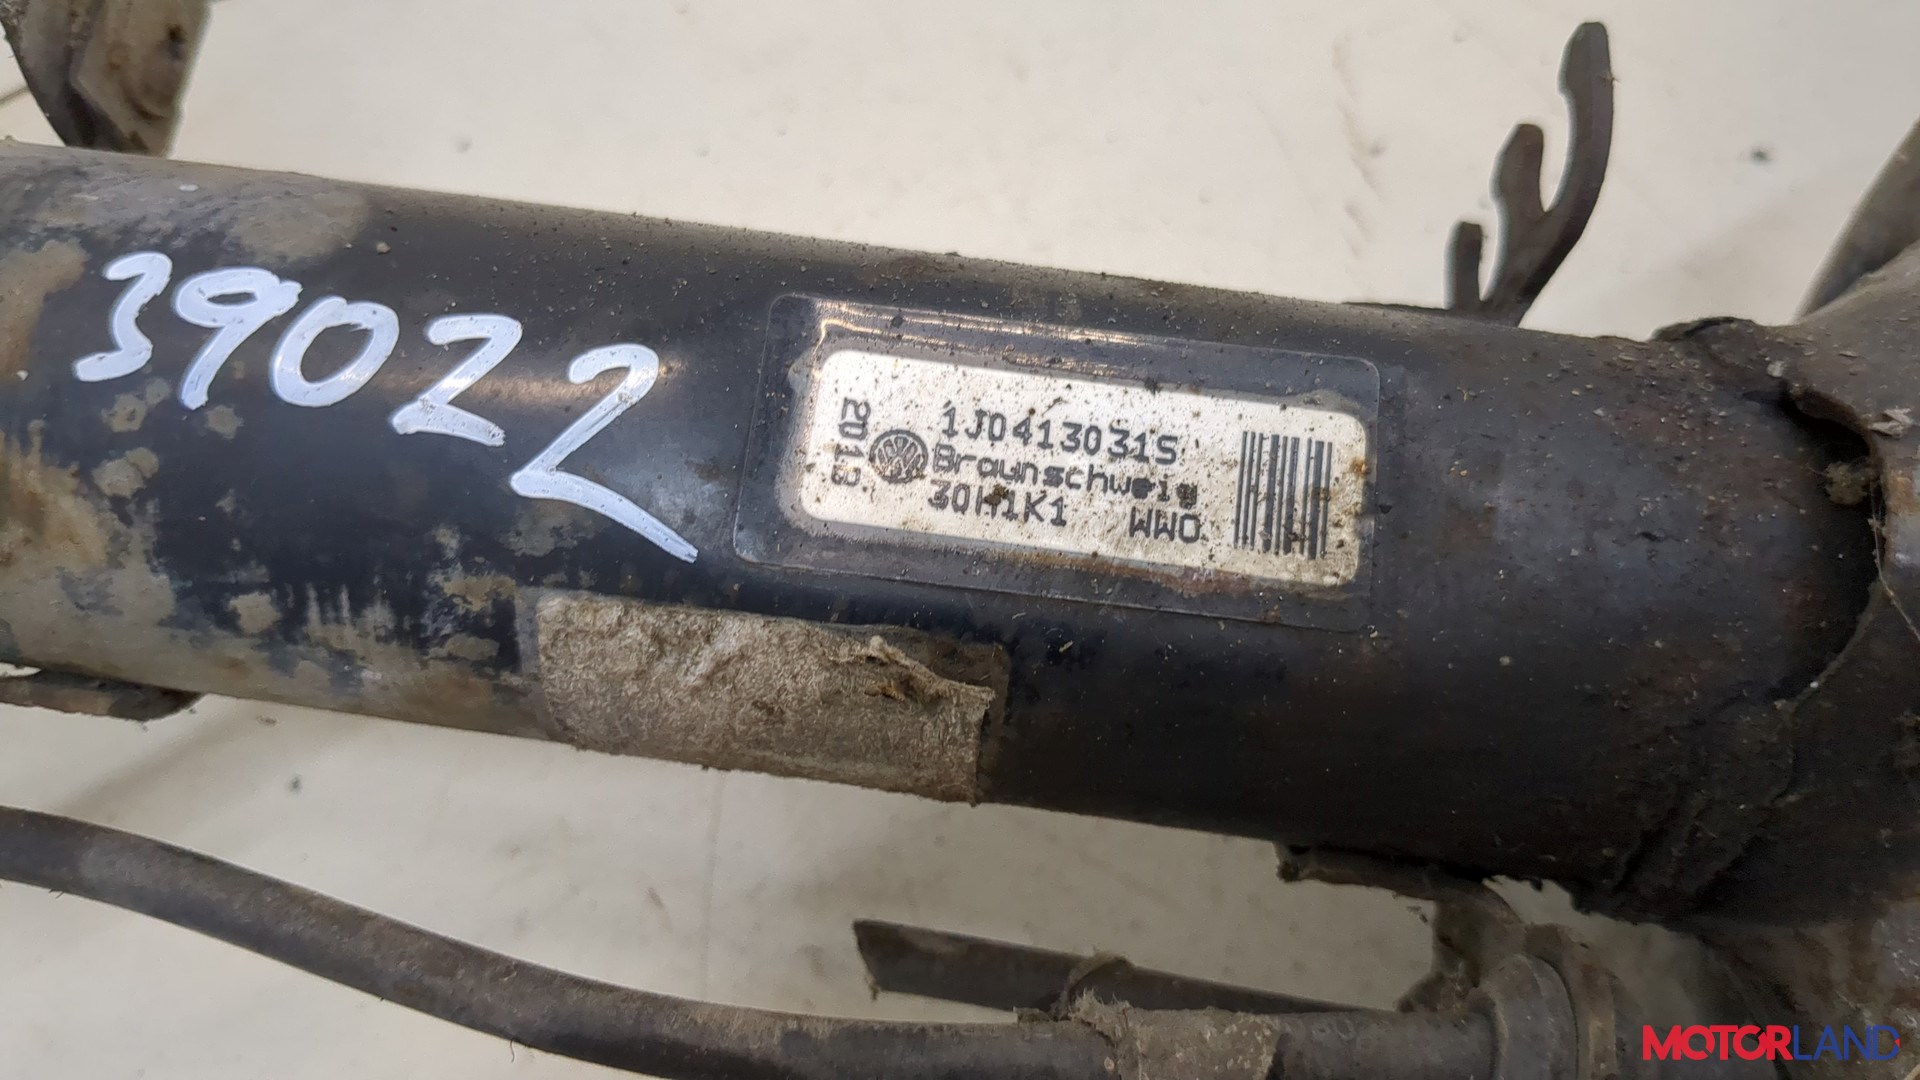 39022
2013
1J0413031S
Braunschweig
30H1K1 WWO
MOTORLAND